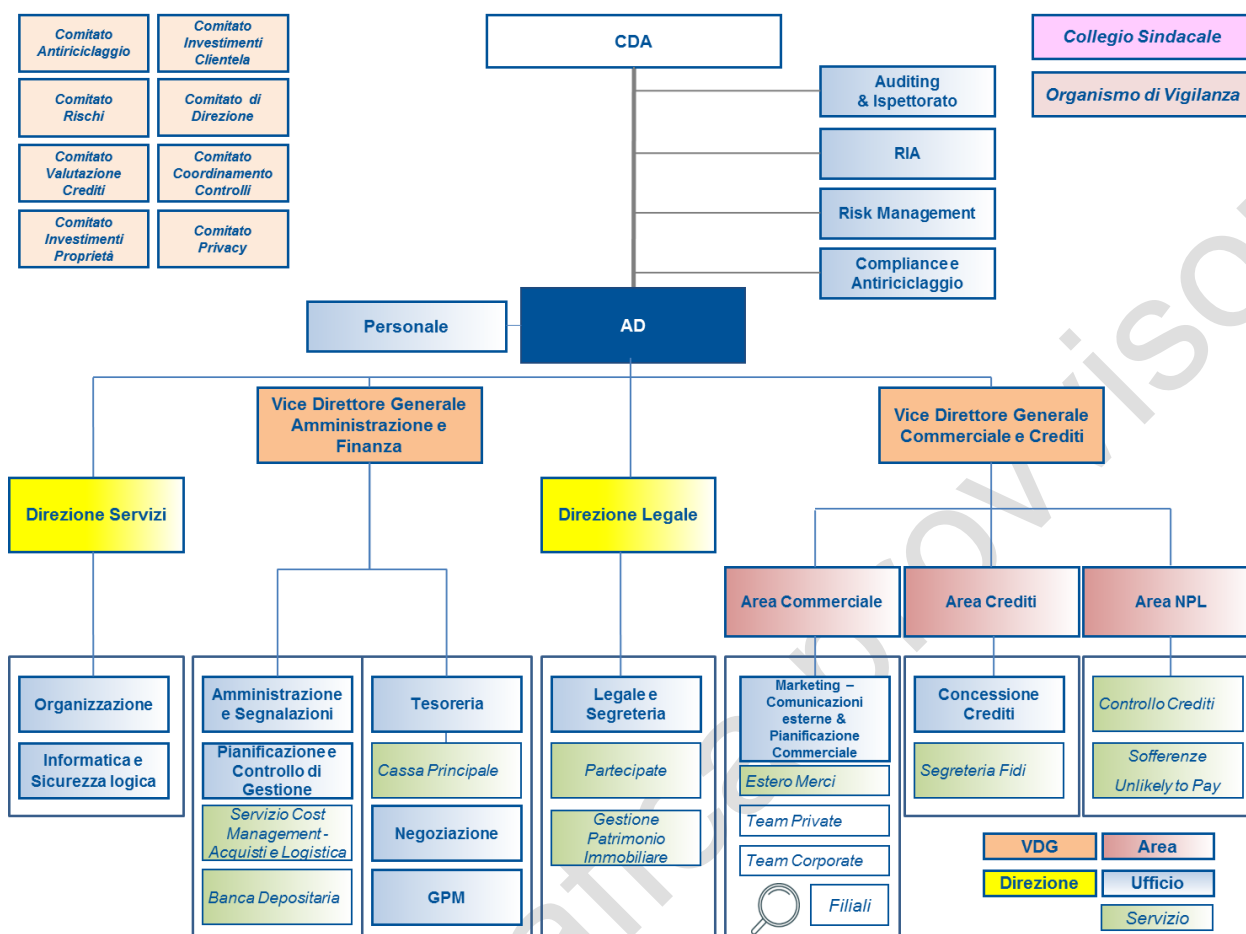 Comitato
Antiriciclaggio
Comitato
Investimenti
Clientela
Comitato
Rischi
Comitato di
Direzione
Comitato
Valutazione
Crediti
Comitato
Coordinamento
Controlli
Comitato
Investimenti
Proprietà
Comitato
Privacy
CDA
Collegio Sindacale
Organismo di Vigilanza
Auditing
& Ispettorato
RIA
Risk Management
Compliance e
Antiriciclaggio
Personale
AD
Vice Direttore Generale
Amministrazione e
Finanza
Vice Direttore Generale
Commerciale e Crediti
Direzione Servizi
Direzione Legale
Area Commerciale
Area Crediti
Area NPL
Organizzazione
Informatica e
Sicurezza logica
Amministrazione
e Segnalazioni
Pianificazione e
Controllo di
Gestione
Servizio Cost
Management -
Acquisti e Logistica
Banca Depositaria
Tesoreria
Cassa Principale
Negoziazione
GPM
Legale e
Segreteria
Partecipate
Gestione
Patrimonio
Immobiliare
Marketing –
Comunicazioni
esterne &
Pianificazione
Commerciale
Estero Merci
Team Private
Team Corporate
Filiali
Concessione
Crediti
Segreteria Fidi
Controllo Crediti
Sofferenze
Unlikely to Pay
VDG
Area
Direzione
Ufficio
Servizio